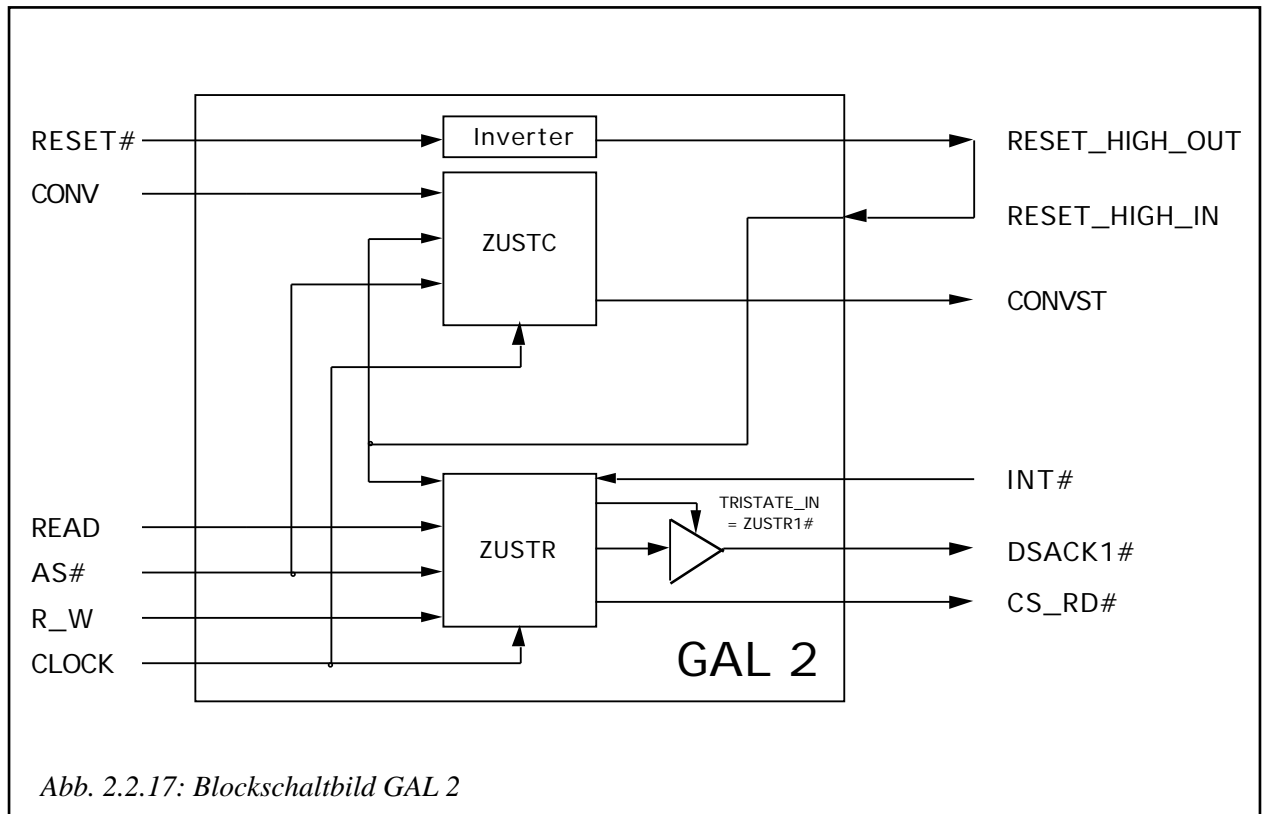 RESET#
Inverter
RESET_HIGH_OUT
CONV
RESET_HIGH_IN
ZUSTC
CONVST
INT#
TRISTATE_IN
= ZUSTR1#
READ
ZUSTR
DSACK1#
AS#
CS_RD#
R_W
CLOCK
GAL 2
Abb. 2.2.17: Blockschaltbild GAL 2